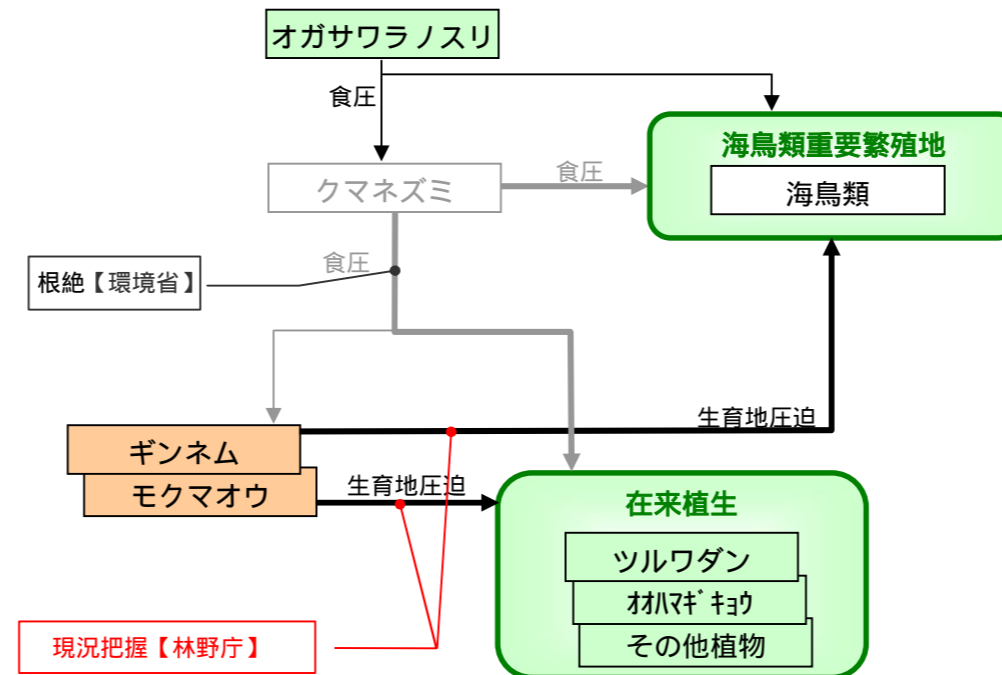 オガサワラノスリ
食圧
海鳥類重要繁殖地
海鳥類
クマネズミ
食圧
食圧
根絶【環境省】
生育地圧迫
ギンネム
モクマオウ
生育地圧迫
在来植生
ツルワダン
オオハマギキョウ
その他植物
現況把握【林野庁】